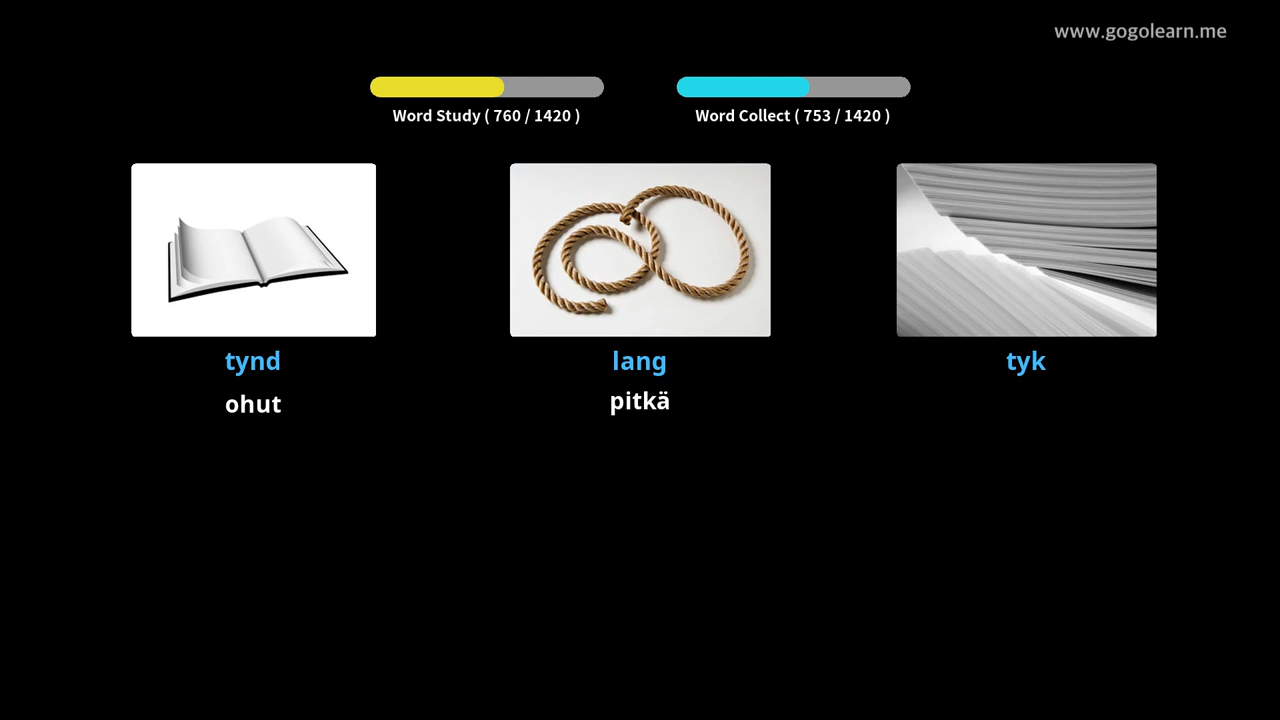 www.gogolearn.me
Word Study ( 760 / 1420 )
Word Collect ( 753 / 1420 )
tynd
lang
tyk
ohut
pitkä